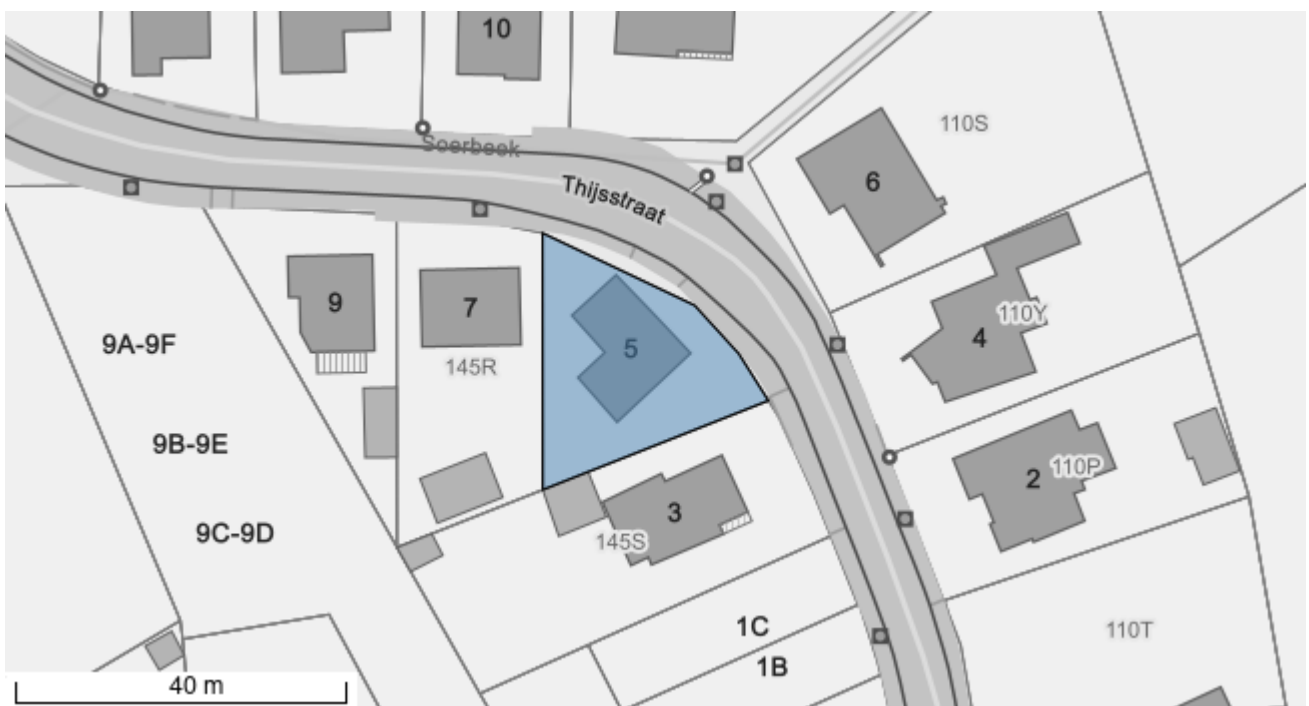 10
Soerbeek
110S
Thijsstraat
6
9
7
5
110Y
4
9A-9F
145R
9B-9E
110P
2
3
9C-9D
145S
1C
110T
1B
40 m